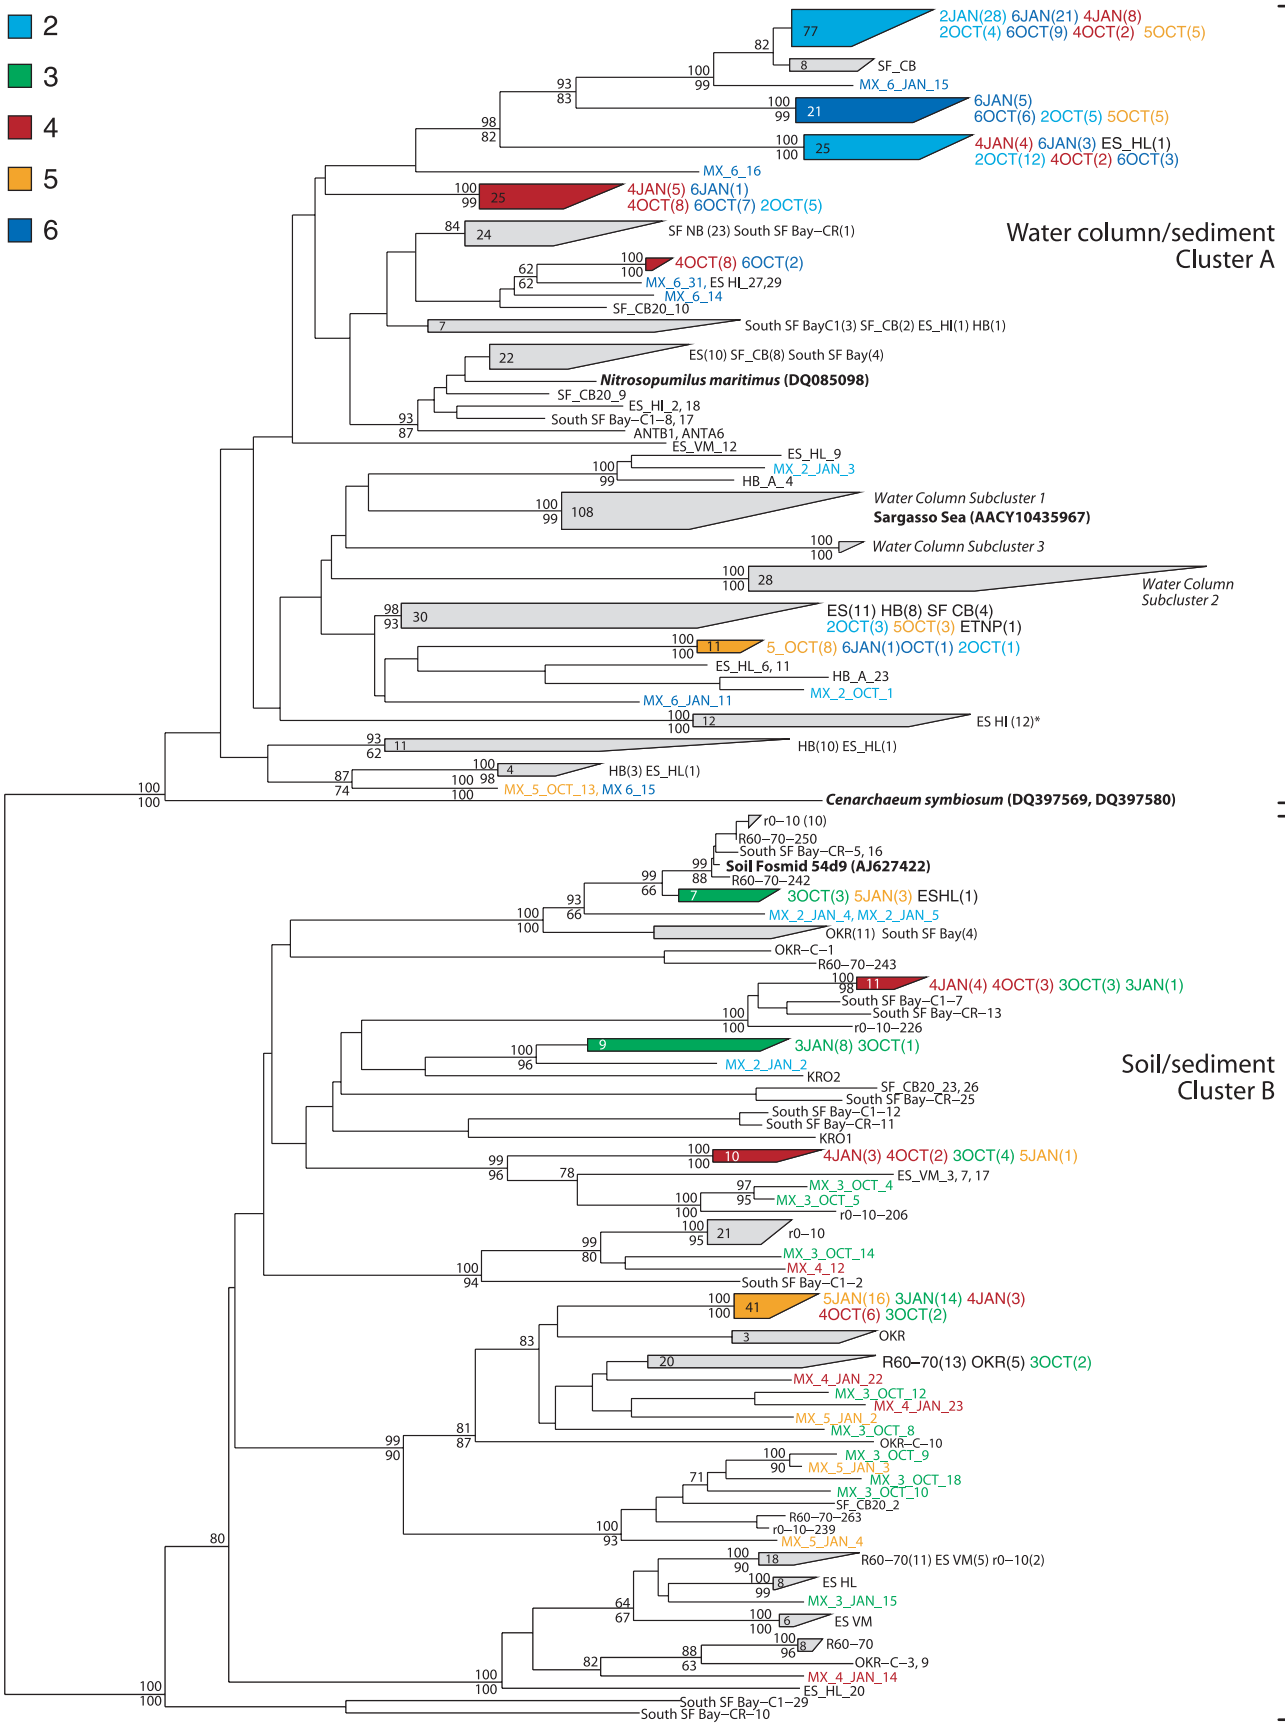 2
3
4
5
6
77
2JAN(28) 6JAN(21) 4JAN(8)
2OCT(4) 6OCT(9) 4OCT(2) 5OCT(5)
82
8 SF_CB
100
99
MX_6_JAN_15
93
83
100
99
21
6JAN(5)
6OCT(6) 2OCT(5) 5OCT(5)
98
82
100
100
25
4JAN(4) 6JAN(3) ES_HL(1)
2OCT(12) 4OCT(2) 6OCT(3)
MX_6_16
100
99
25
4JAN(5) 6JAN(1)
4OCT(8) 6OCT(7) 2OCT(5)
84
24
SF NB (23) South SF Bay−CR(1)
Water column/sediment
Cluster A
100
100
4OCT(8) 6OCT(2)
62
62
MX_6_31, ES HI_27,29
MX_6_14
SF_CB20_10
7
South SF BayC1(3) SF_CB(2) ES_HI(1) HB(1)
22
ES(10) SF_CB(8) South SF Bay(4)
Nitrosopumilus maritimus (DQ085098)
SF_CB20_9
ES_HI_2, 18
South SF Bay−C1−8, 17
93
87
ANTB1, ANTA6
ES_VM_12
ES_HL_9
100
99
MX_2_JAN_3
HB_A_4
100
99
108
Water Column Subcluster 1
Sargasso Sea (AACY10435967)
100
100
Water Column Subcluster 3
100
100
28
Water Column
Subcluster 2
98
93
30
ES(11) HB(8) SF CB(4)
2OCT(3) 5OCT(3) ETNP(1)
100
100
11
5_OCT(8) 6JAN(1)OCT(1) 2OCT(1)
ES_HL_6, 11
HB_A_23
MX_2_OCT_1
MX_6_JAN_11
100
100
12
ES HI (12)*
93
62
11
HB(10) ES_HL(1)
100
98
4
HB(3) ES_HL(1)
87
74
100
100
MX_5_OCT_13, MX 6_15
100
100
Cenarchaeum symbiosum (DQ397569, DQ397580)
r0−10 (10)
R60−70−250
South SF Bay−CR−5, 16
99
88
Soil Fosmid 54d9 (AJ627422)
R60−70−242
99
66
7
3OCT(3) 5JAN(3) ESHL(1)
93
66
MX_2_JAN_4, MX_2_JAN_5
100
100
OKR(11) South SF Bay(4)
OKR−C−1
R60−70−243
100
98
11
4JAN(4) 4OCT(3) 3OCT(3) 3JAN(1)
South SF Bay−C1−7
South SF Bay−CR−13
100
100
r0−10−226
9
3JAN(8) 3OCT(1)
100
96
MX_2_JAN_2
KRO2
Soil/sediment
Cluster B
SF_CB20_23, 26
South SF Bay−CR−25
South SF Bay−C1−12
South SF Bay−CR−11
KRO1
100
100
10
4JAN(3) 4OCT(2) 3OCT(4) 5JAN(1)
99
96
78
ES_VM_3, 7, 17
97
95
MX_3_OCT_4
MX_3_OCT_5
100
100
r0−10−206
100
95
21
r0−10
99
80
MX_3_OCT_14
MX_4_12
100
94
South SF Bay−C1−2
100
100
41
5JAN(16) 3JAN(14) 4JAN(3)
4OCT(6) 3OCT(2)
83
3
OKR
20
R60−70(13) OKR(5) 3OCT(2)
MX_4_JAN_22
MX_3_OCT_12
MX_4_JAN_23
MX_5_JAN_2
MX_3_OCT_8
81
87
OKR−C−10
99
90
100
90
MX_3_OCT_9
MX_5_JAN_3
71
MX_3_OCT_18
MX_3_OCT_10
SF_CB20_2
R60−70−263
r0−10−239
100
93
MX_5_JAN_4
80
100
90
18
R60−70(11) ES VM(5) r0−10(2)
100
99
8
ES HL
MX_3_JAN_15
64
67
100
100
6
ES VM
100
96
8
R60−70
88
63
OKR−C−3, 9
82
MX_4_JAN_14
100
100
ES_HL_20
100
100
South SF Bay−C1−29
South SF Bay−CR−10